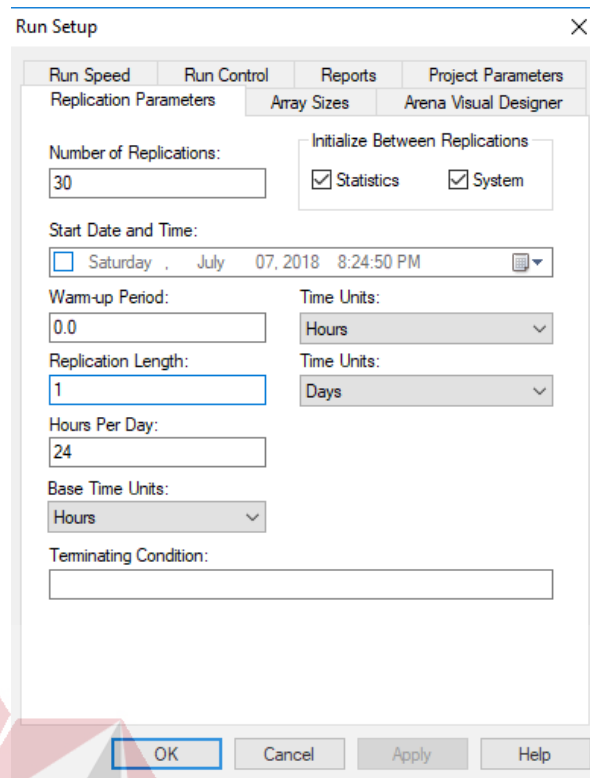 Run Setup
Run Speed Run Control Reports Project Parameters
Replication Parameters Array Sizes Arena Visual Designer
Number of Replications:
Initialize Between Replications
30
Statistics System
Start Date and Time:
Saturday , July 07, 2018 8:24:50 PM
Warm-up Period: Time Units:
0.0 Hours
Replication Length: Time Units:
1 Days
Hours Per Day:
24
Base Time Units:
Hours
Terminating Condition:
OK Cancel Apply Help